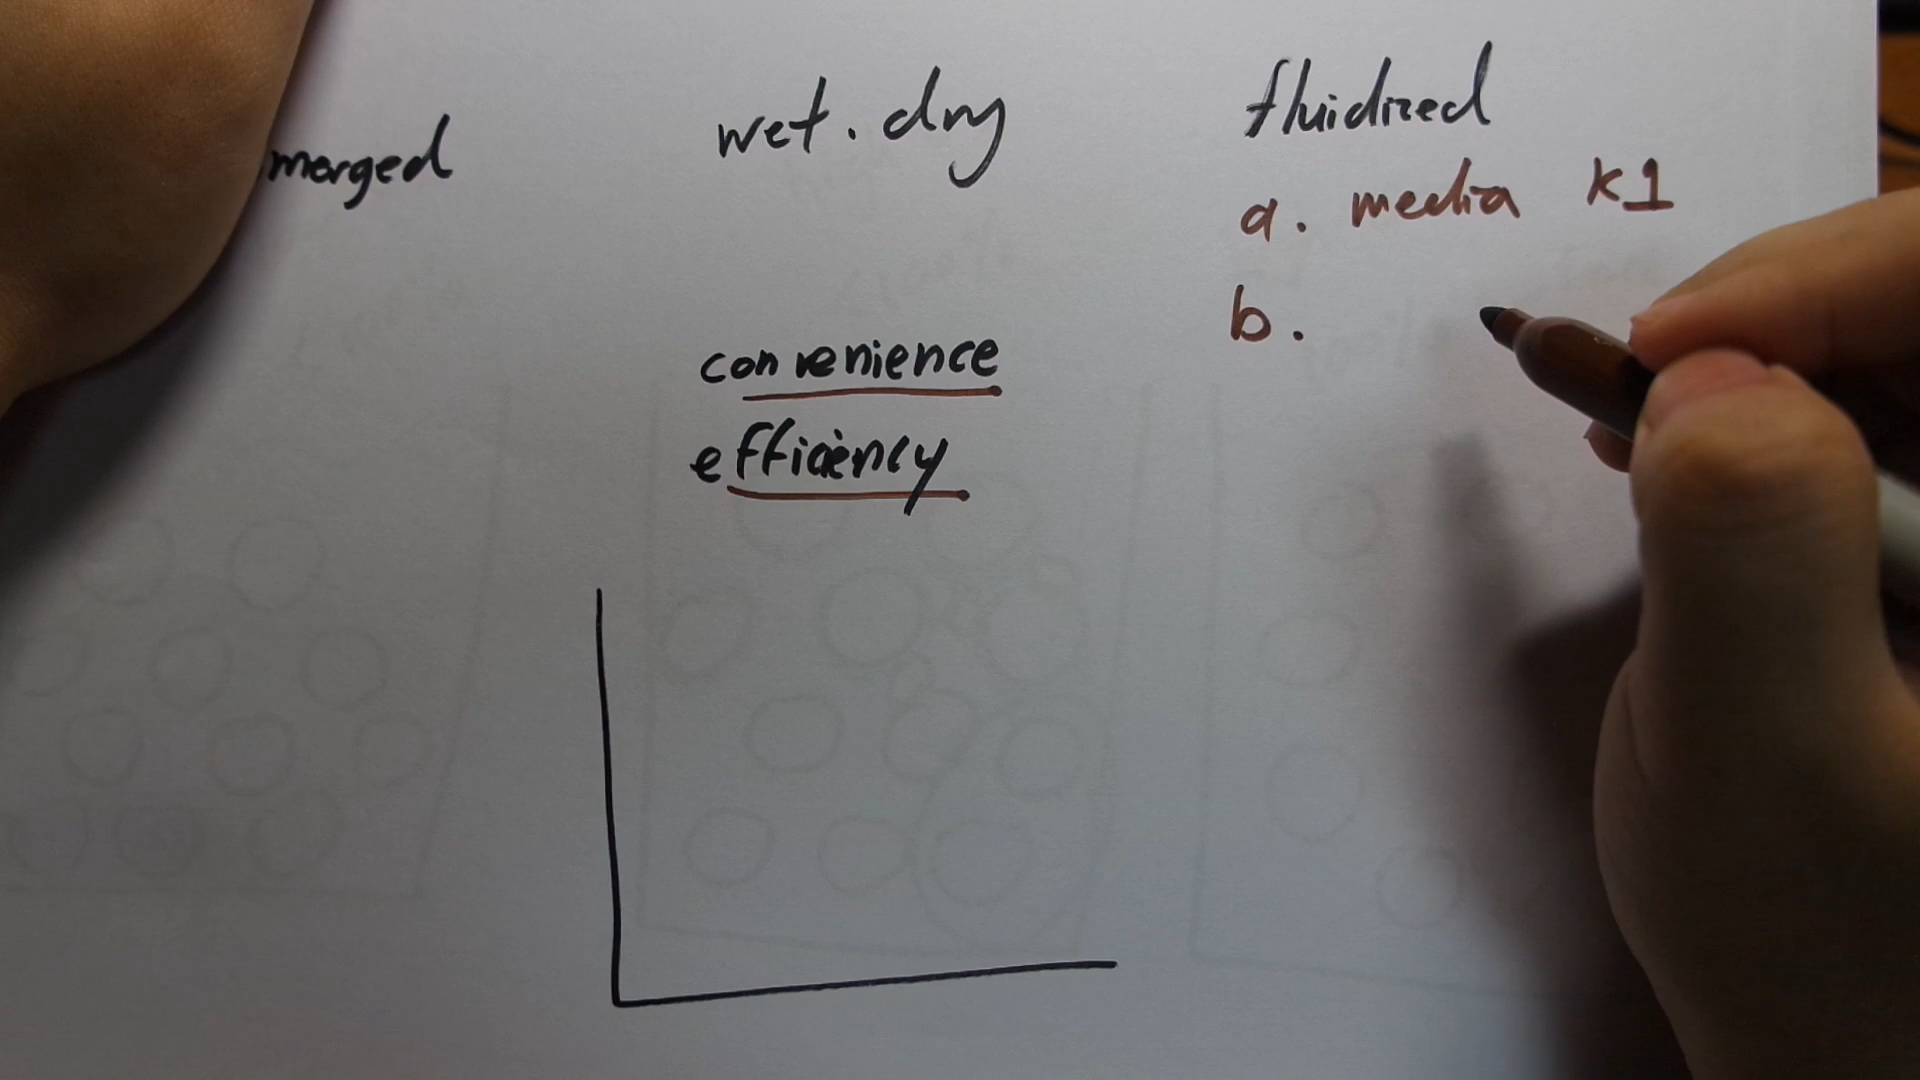 merged
wet. dry
fluidized
a. media K1
b.
convenience
efficiency